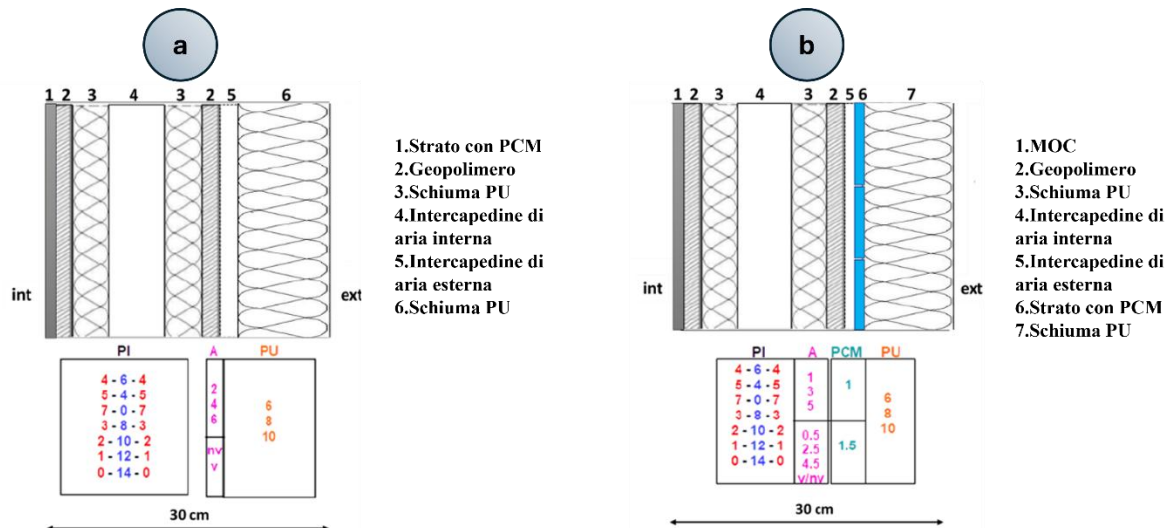 a
1 2 3 4 3 2 5 6
int
ext
1.Strato con PCM
2.Geopolimero
3.Schiuma PU
4.Intercapedine di
aria interna
5.Intercapedine di
aria esterna
6.Schiuma PU
PI A PU
4 - 6 - 4
5 - 4 - 5
7 - 0 - 7
3 - 8 - 3
2 - 10 - 2
1 - 12 - 1
0 - 14 - 0
2
4
6
nv
v
6
8
10
30 cm
b
1 2 3 4 3 2 5 6 7
int
ext
1.MOC
2.Geopolimero
3.Schiuma PU
4.Intercapedine di
aria interna
5.Intercapedine di
aria esterna
6.Strato con PCM
7.Schiuma PU
PI A PCM PU
4 - 6 - 4
5 - 4 - 5
7 - 0 - 7
3 - 8 - 3
2 - 10 - 2
1 - 12 - 1
0 - 14 - 0
1
3
5
0.5
2.5
4.5
v/nv
1
1.5
6
8
10
30 cm